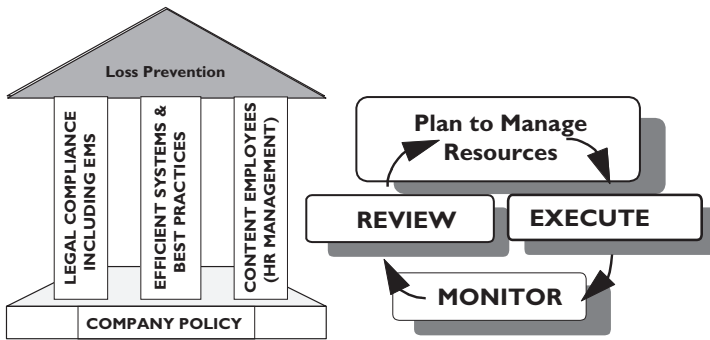 Loss Prevention
LEGAL COMPLIANCE
INCLUDING EMS
EFFICIENT SYSTEMS &
BEST PRACTICES
CONTENT EMPLOYEES
(HR MANAGEMENT)
COMPANY POLICY
Plan to Manage
Resources
REVIEW
EXECUTE
MONITOR